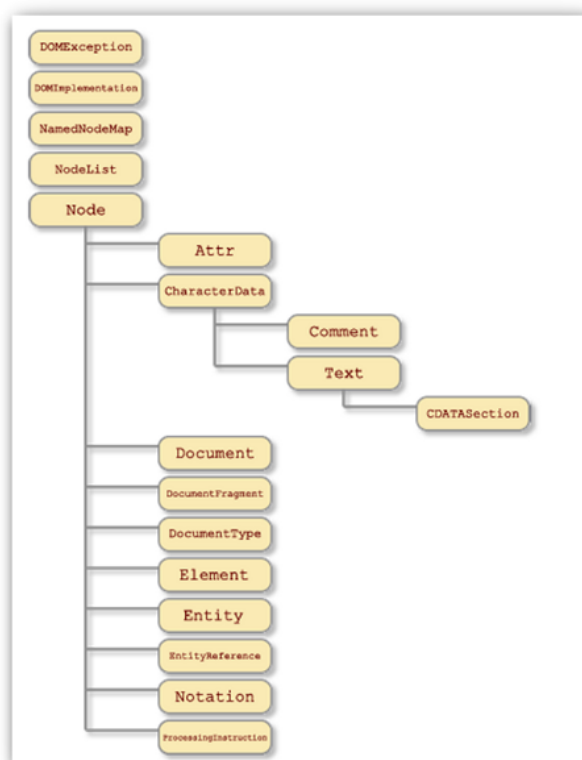 DOMException
DOMImplementation
NamedNodeMap
NodeList
Node
Attr
CharacterData
Comment
Text
CDATASection
Document
DocumentFragment
DocumentType
Element
Entity
EntityReference
Notation
ProcessingInstruction